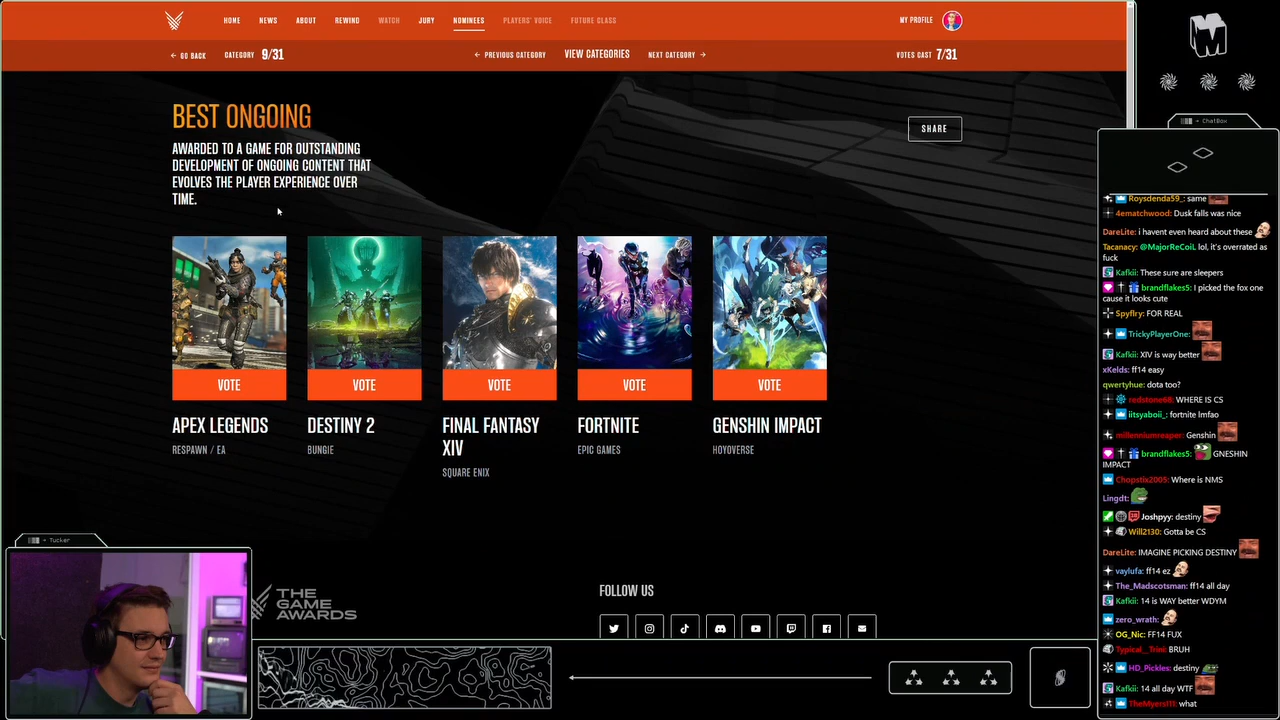 HOME NEWS ABOUT REWIND WATCH JURY NOMINEES PLAYERS' VOICE FUTURE CLASS MY PROFILE
← GO BACK CATEGORY 9/31 ← PREVIOUS CATEGORY VIEW CATEGORIES NEXT CATEGORY → VOTES CAST 7/31
BEST ONGOING
SHARE
AWARDED TO A GAME FOR OUTSTANDING
DEVELOPMENT OF ONGOING CONTENT THAT
EVOLVES THE PLAYER EXPERIENCE OVER
TIME.
VOTE VOTE VOTE VOTE VOTE
APEX LEGENDS
RESPAWN / EA
DESTINY 2
BUNGIE
FINAL FANTASY
XIV
SQUARE ENIX
FORTNITE
EPIC GAMES
GENSHIN IMPACT
HOYOVERSE
THE
GAME
AWARDS
FOLLOW US
→ Tucker
→ ChatBox
Roysdenda59_: same
4ematchwood: Dusk falls was nice
DareLite: i havent even heard about these
Tacanacy: @MajorReCoiL lol, it's overrated as
fuck
Kafkii: These sure are sleepers
brandflakes5: I picked the fox one
cause it looks cute
Spyflry: FOR REAL
TrickyPlayerOne:
Kafkii: XIV is way better
xKelds: ff14 easy
qwertyhue: dota too?
redstone68: WHERE IS CS
iitsyaboii_: fortnite lmfao
millenniumreaper: Genshin
brandflakes5: GNESHIN
IMPACT
Chopstix2005: Where is NMS
Lingdt:
Joshpyy: destiny
Will2130: Gotta be CS
DareLite: IMAGINE PICKING DESTINY
vaylufa: ff14 ez
The_Madscotsman: ff14 all day
Kafkii: 14 is WAY better WDYM
zero_wrath:
OG_Nic: FF14 FUX
Typical__Trini: BRUH
HD_Pickles: destiny
Kafkii: 14 all day WTF
TheMyers111: what